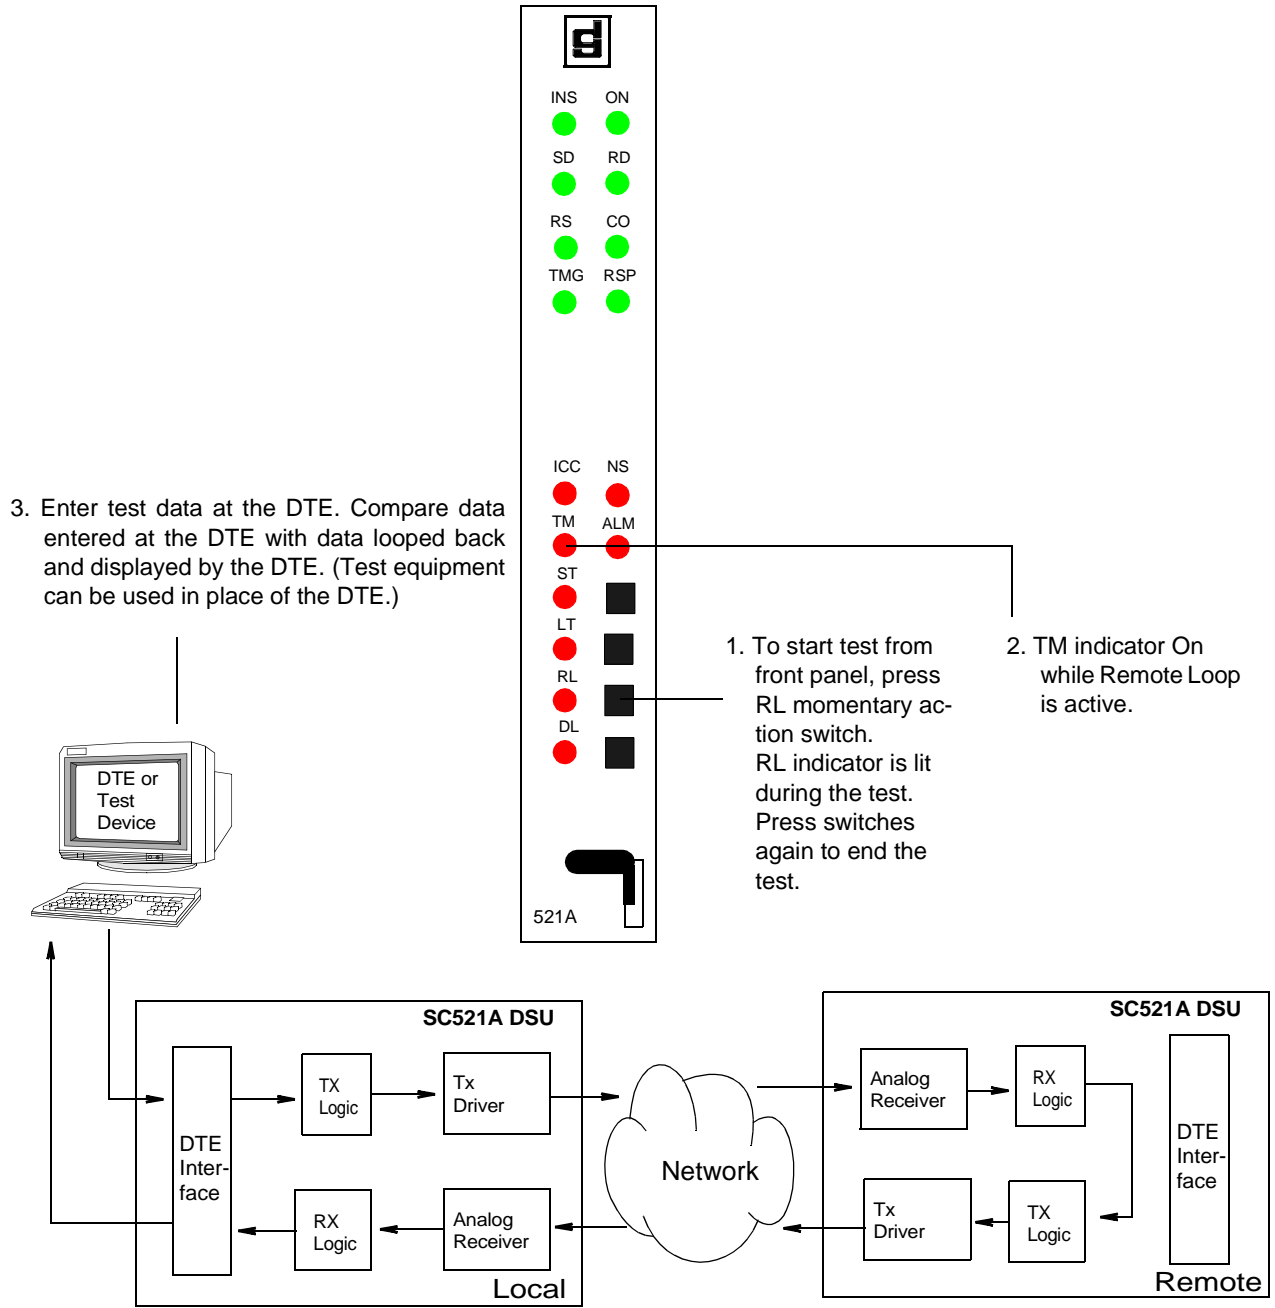 INS ON
SD RD
RS CO
TMG RSP
ICC NS
TM ALM
ST
LT
RL
DL
521A
3. Enter test data at the DTE. Compare data
entered at the DTE with data looped back
and displayed by the DTE. (Test equipment
can be used in place of the DTE.)
1. To start test from
front panel, press
RL momentary ac-
tion switch.
RL indicator is lit
during the test.
Press switches
again to end the
test.
2. TM indicator On
while Remote Loop
is active.
DTE or
Test
Device
SC521A DSU
DTE
Inter-
face
TX
Logic
Tx
Driver
RX
Logic
Analog
Receiver
Local
Network
SC521A DSU
Analog
Receiver
RX
Logic
Tx
Driver
TX
Logic
DTE
Inter-
face
Remote